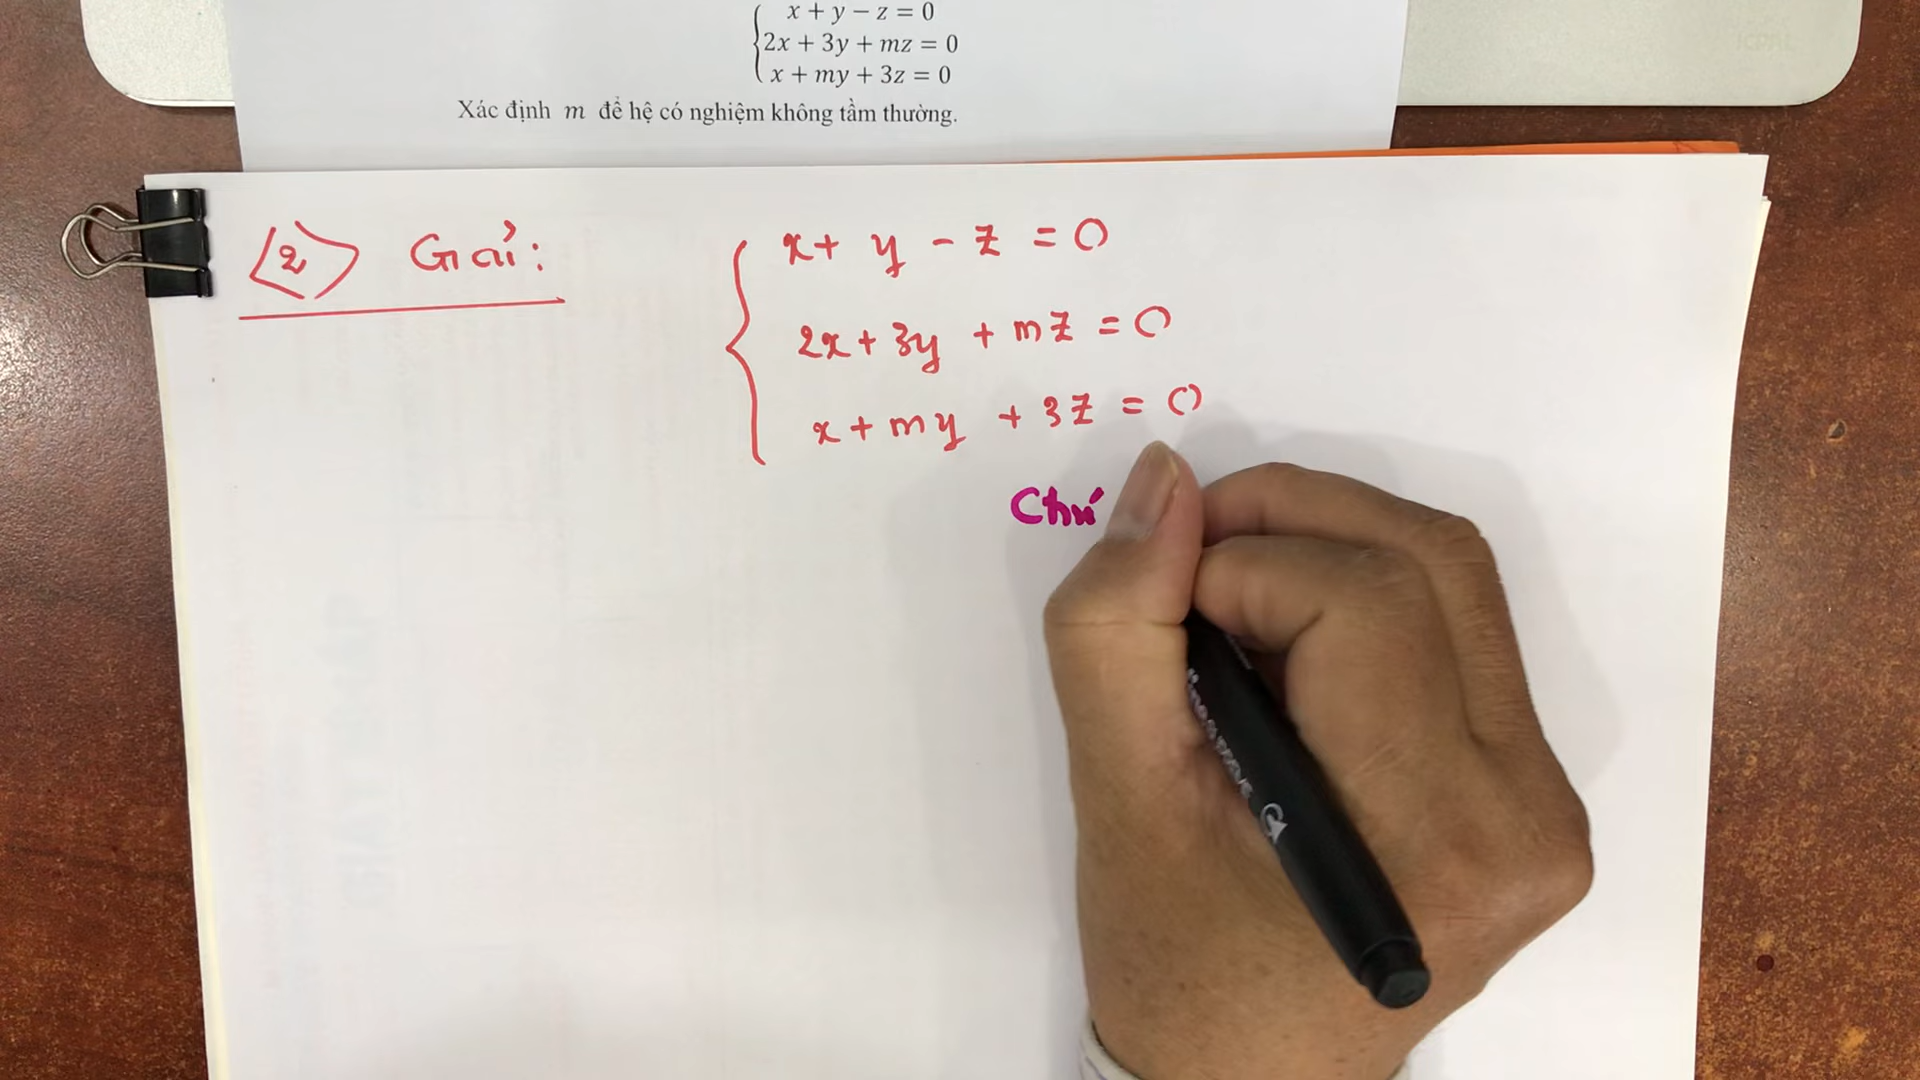 x + y − z = 0
2x + 3y + mz = 0
x + my + 3z = 0
Xác định m để hệ có nghiệm không tầm thường.
2 Giải:
x + y − z = 0
2x + 3y + mz = 0
x + my + 3z = 0
Chú